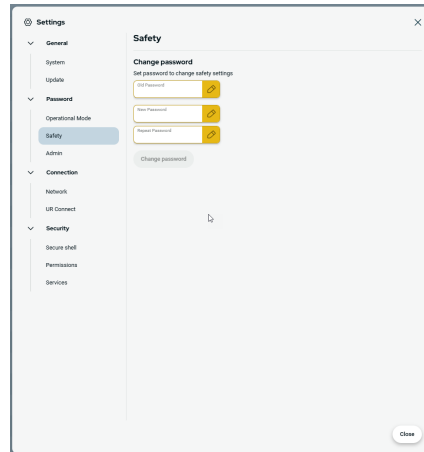 Settings
General
System
Update
Password
Operational Mode
Safety
Admin
Connection
Network
UR Connect
Security
Secure shell
Permissions
Services
Safety
Change password
Set password to change safety settings
Old Password
New Password
Repeat Password
Change password
Close